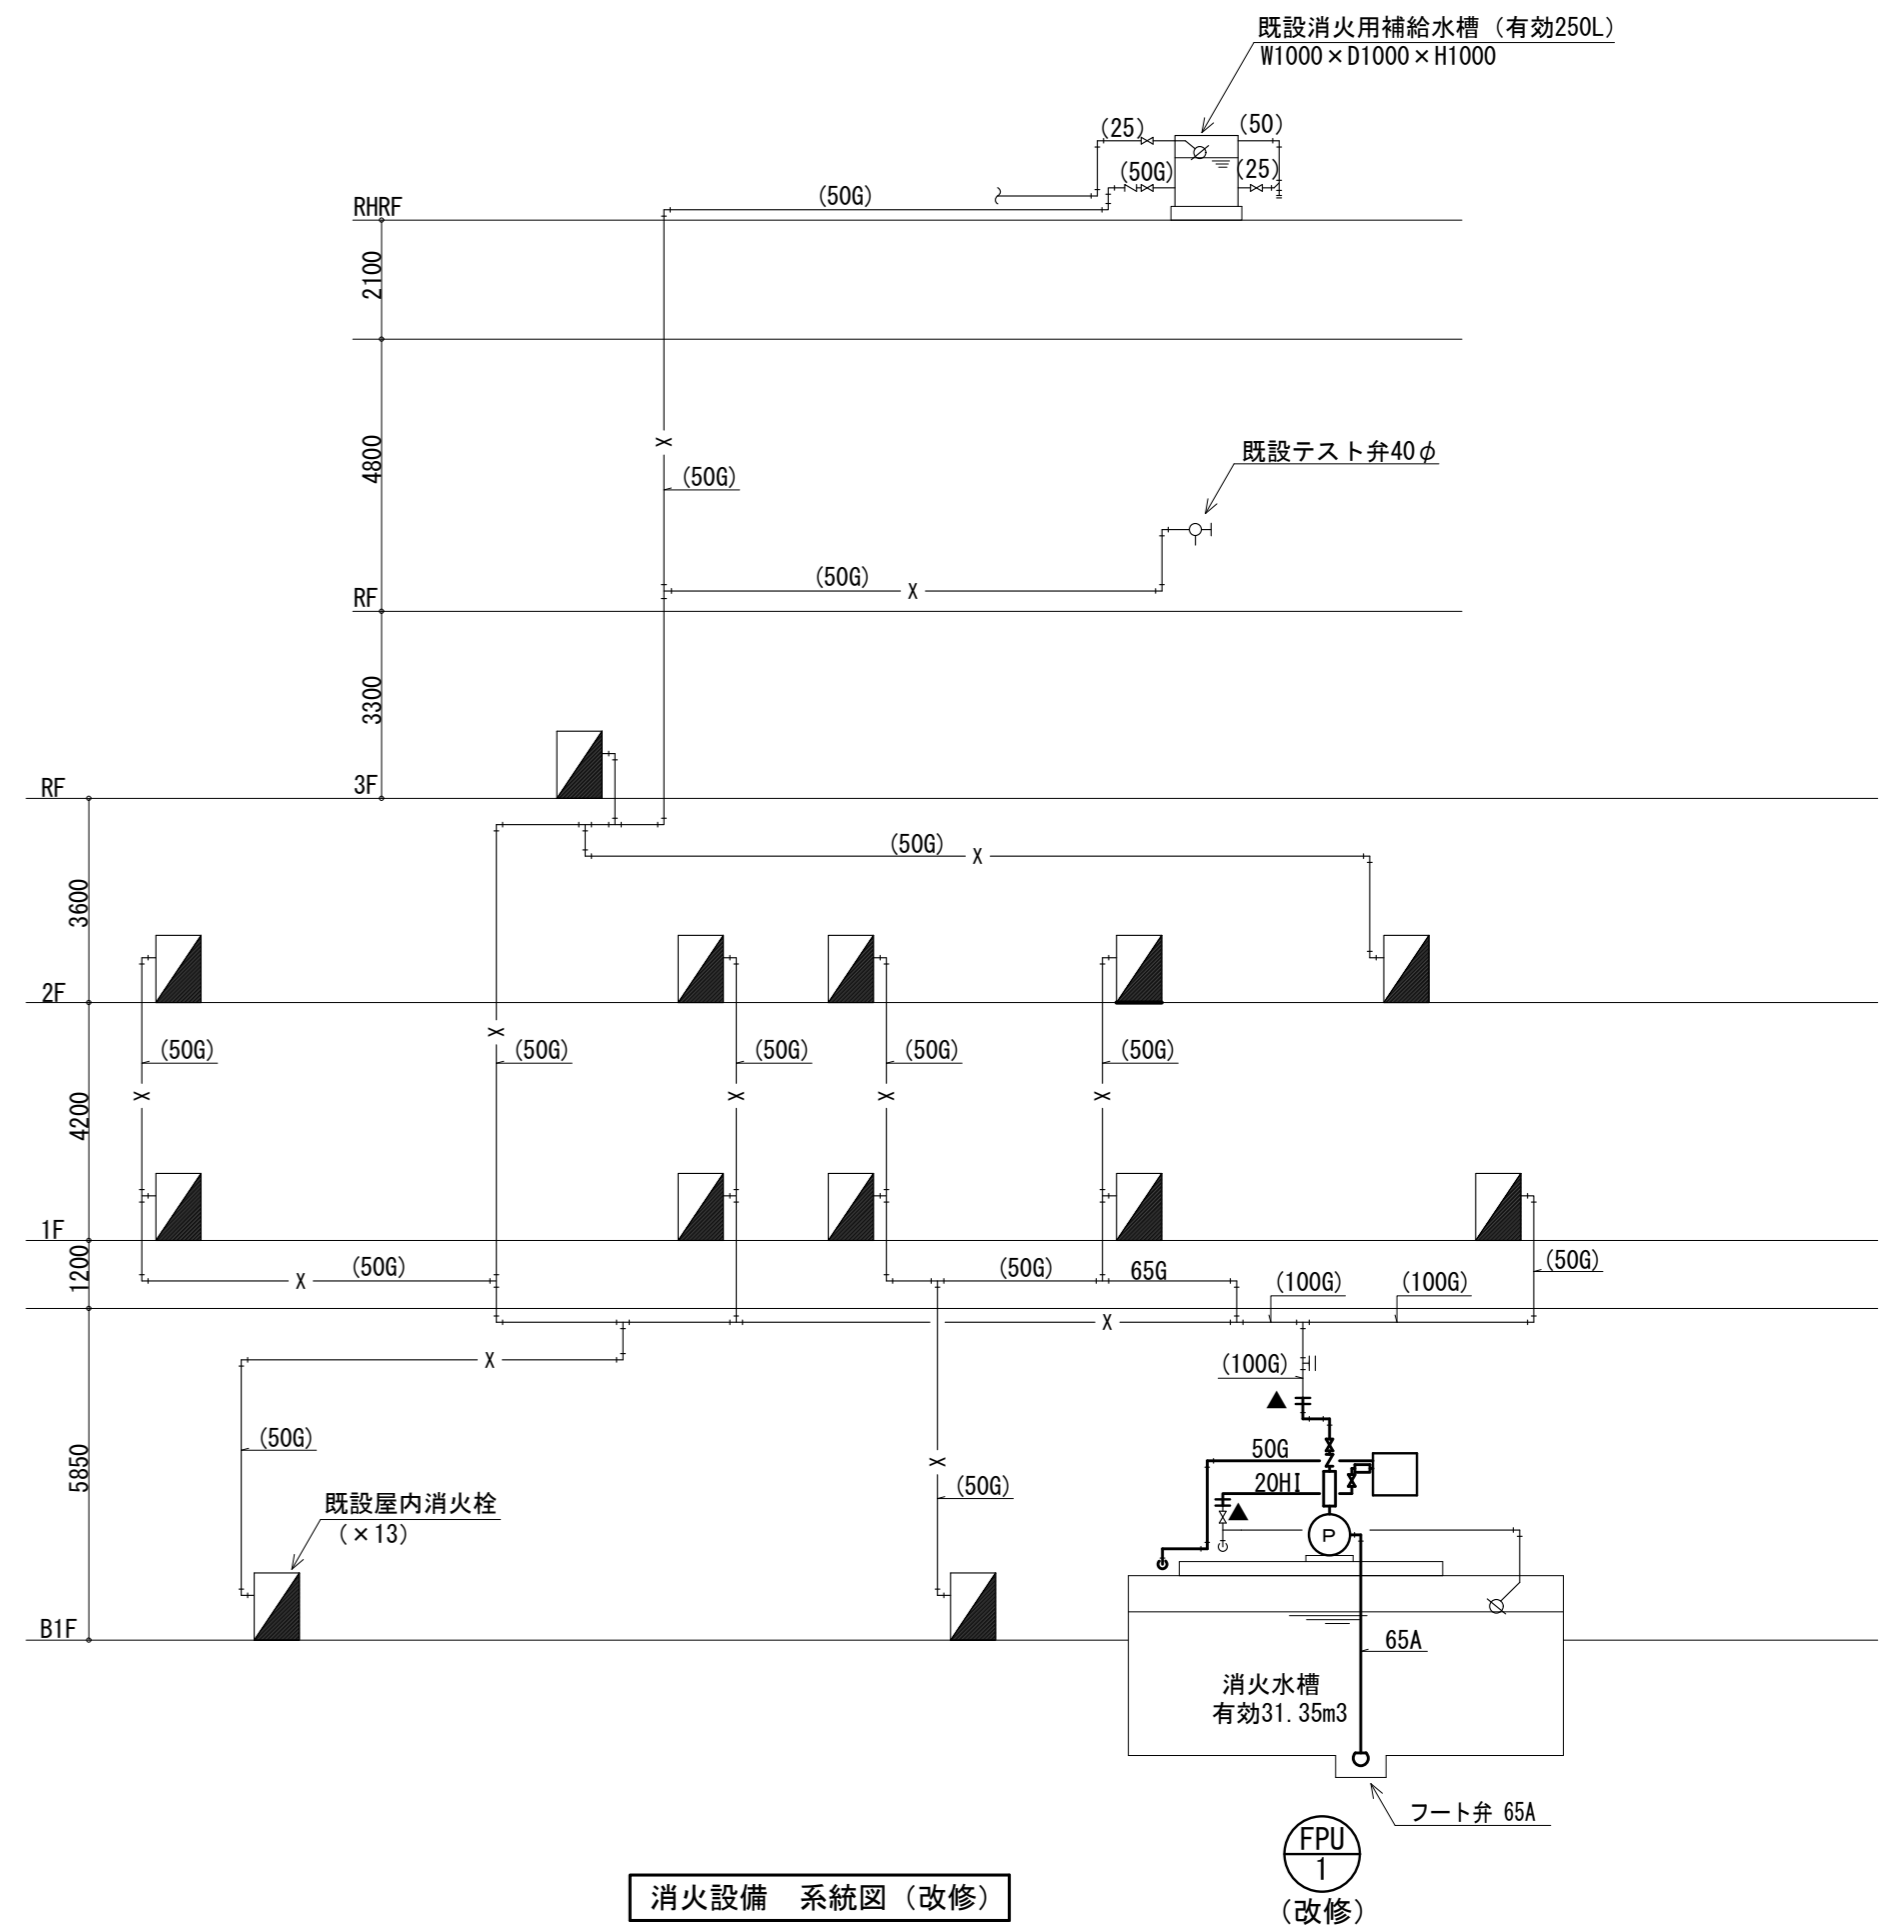 既設消火用補給水槽（有効250L）
W1000×D1000×H1000
(25)
(50)
(50G)
(25)
(50G)
RHRF
2100
4800
X
(50G)
既設テスト弁40φ
(50G)
X
RF
3300
RF
3F
(50G)
X
3600
2F
X
(50G)
(50G)
(50G)
(50G)
(50G)
X
X
X
X
4200
1F
1200
X
(50G)
(50G)
65G
(100G)
(100G)
(50G)
X
X
(100G)
(50G)
5850
50G
X
20HI
(50G)
既設屋内消火栓
（×13）
P
B1F
65A
消火水槽
有効31.35m3
フート弁 65A
FPU
1
(改修)
消火設備　系統図（改修）